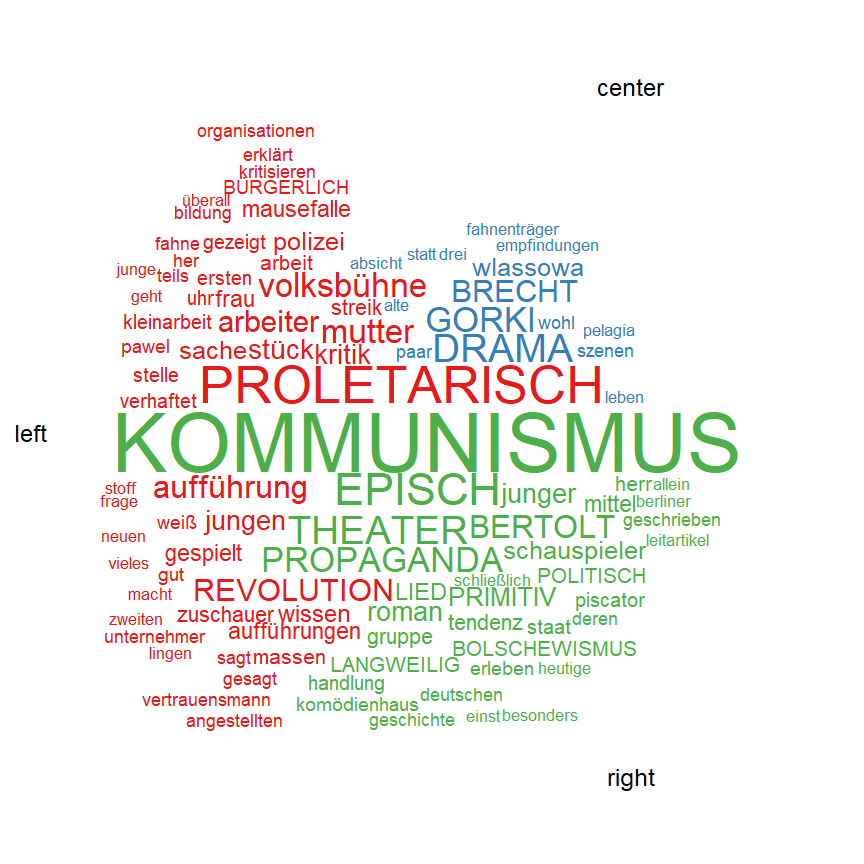 center
organisationen
erklärt
kritisieren
BÜRGERLICH
überall
bildung mausefalle
fahnenträger
fahne gezeigt polizei
empfindungen
her arbeit absicht statt drei
junge teils ersten wlassowa
geht uhr frau volksbühne BRECHT
streik alte
kleinarbeit arbeiter mutter GORKI wohl
pelagia
pawel sache stück kritik paar DRAMA szenen
stelle
PROLETARISCH
verhaftet leben
left
KOMMUNISMUS
stoff aufführung EPISCH junger herr allein
frage mittel berliner
weiß jungen THEATER BERTOLT geschrieben
neuen leitartikel
vieles gespielt PROPAGANDA schauspieler
gut schließlich POLITISCH
macht REVOLUTION LIED PRIMITIV piscator
zweiten zuschauer wissen roman tendenz staat deren
unternehmer aufführungen gruppe
lingen BOLSCHEWISMUS
sagt massen LANGWEILIG erleben heutige
gesagt handlung
vertrauensmann komödienhaus deutschen
angestellten geschichte einst besonders
right